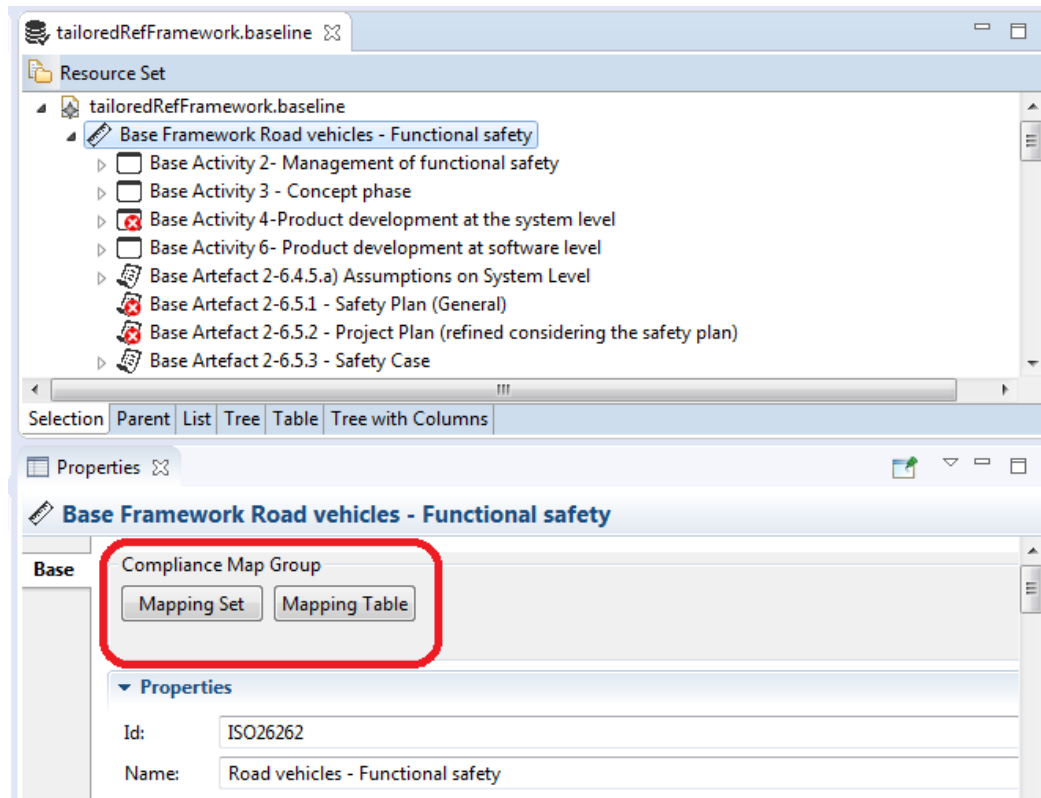 tailoredRefFramework.baseline
Resource Set
tailoredRefFramework.baseline
Base Framework Road vehicles - Functional safety
Base Activity 2- Management of functional safety
Base Activity 3 - Concept phase
Base Activity 4-Product development at the system level
Base Activity 6- Product development at software level
Base Artefact 2-6.4.5.a) Assumptions on System Level
Base Artefact 2-6.5.1 - Safety Plan (General)
Base Artefact 2-6.5.2 - Project Plan (refined considering the safety plan)
Base Artefact 2-6.5.3 - Safety Case
Selection Parent List Tree Table Tree with Columns
Properties
Base Framework Road vehicles - Functional safety
Base
Compliance Map Group
Mapping Set Mapping Table
Properties
Id: ISO26262
Name: Road vehicles - Functional safety